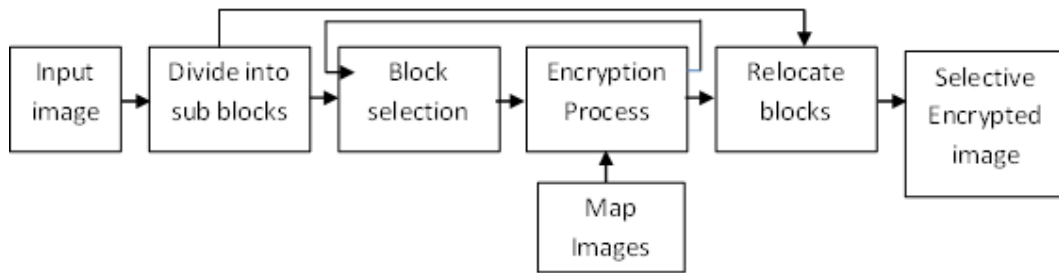 Input
image
Divide into
sub blocks
Block
selection
Encryption
Process
Relocate
blocks
Selective
Encrypted
image
Map
Images